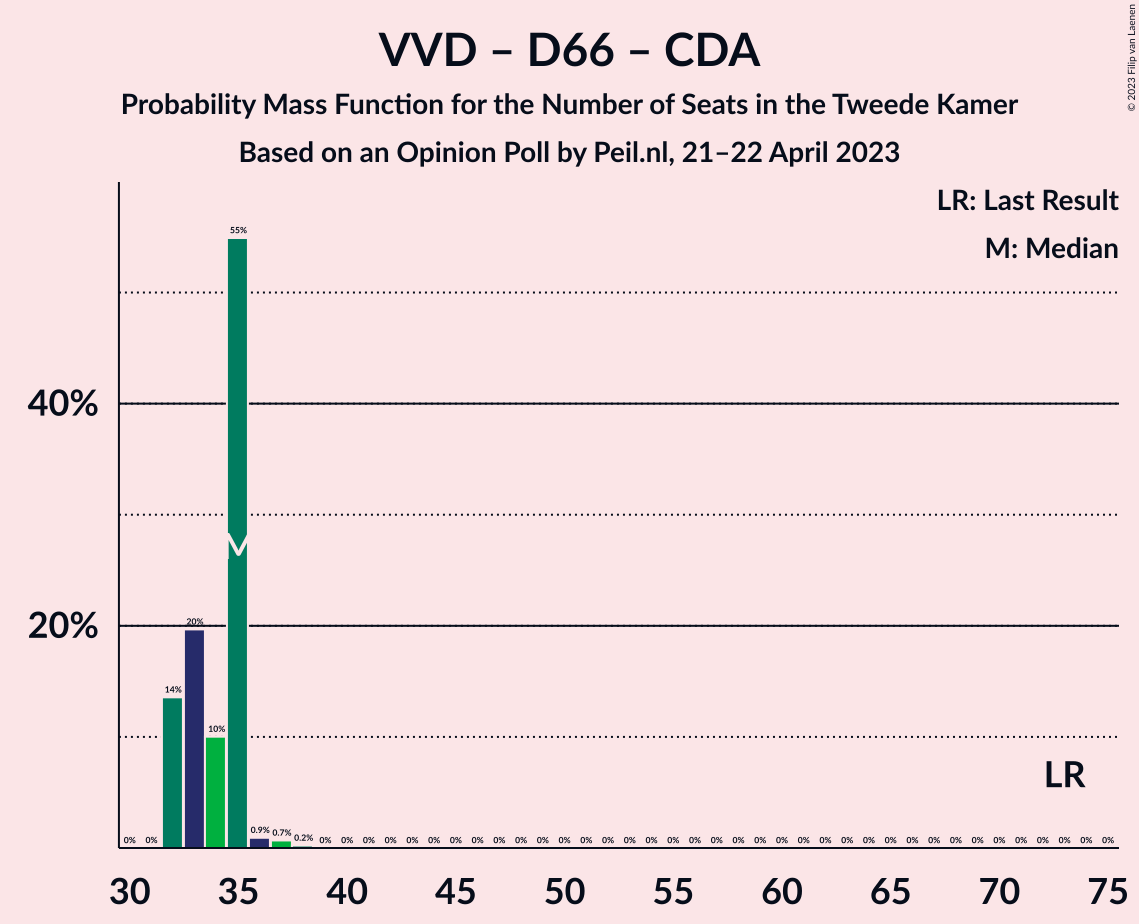 VVD – D66 – CDA
Probability Mass Function for the Number of Seats in the Tweede Kamer
Based on an Opinion Poll by Peil.nl, 21–22 April 2023
© 2023 Filip van Laenen
LR: Last Result
M: Median
40%
20%
0% 0% 14% 20% 10% 55% 0.9% 0.7% 0.2% 0% 0% 0% 0% 0% 0% 0% 0% 0% 0% 0% 0% 0% 0% 0% 0% 0% 0% 0% 0% 0% 0% 0% 0% 0% 0% 0% 0% 0% 0% 0% 0% 0% 0% 0% 0% 0%
M
LR
30 35 40 45 50 55 60 65 70 75